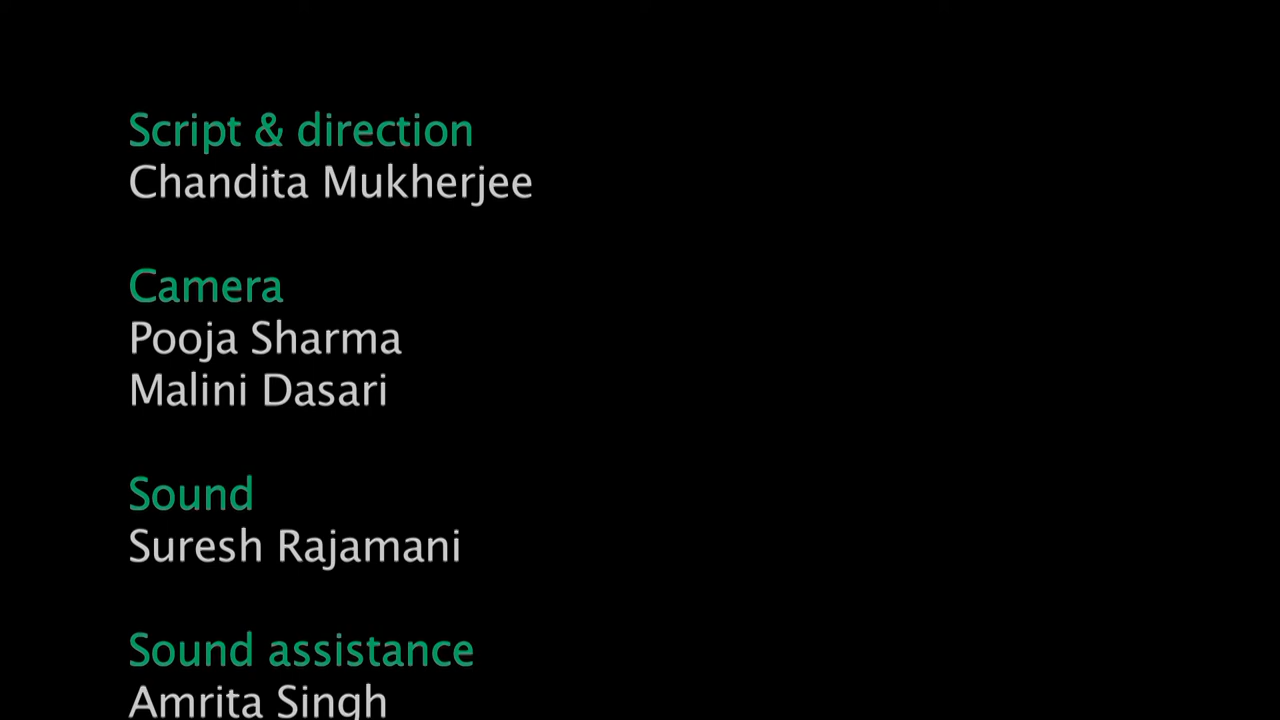 Script & direction
Chandita Mukherjee
Camera
Pooja Sharma
Malini Dasari
Sound
Suresh Rajamani
Sound assistance
Amrita Singh